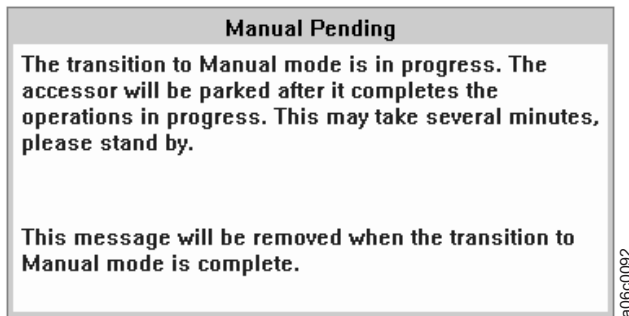 Manual Pending
The transition to Manual mode is in progress. The
accessor will be parked after it completes the
operations in progress. This may take several minutes,
please stand by.
This message will be removed when the transition to
Manual mode is complete.
a06c0092